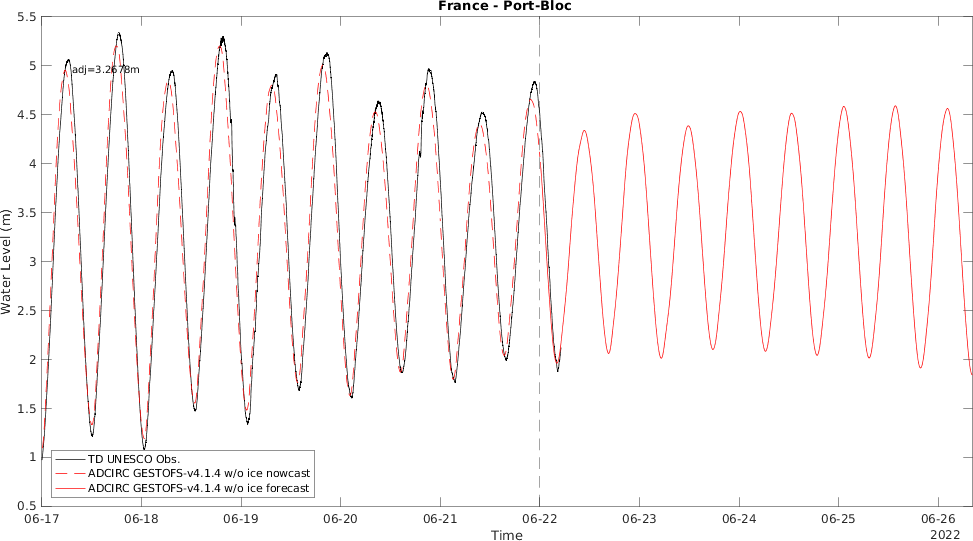 France - Port-Bloc
Water Level (m)
5.5
5
4.5
4
3.5
3
2.5
2
1.5
1
0.5
adj=3.2678m
TD UNESCO Obs.
ADCIRC GESTOFS-v4.1.4 w/o ice nowcast
ADCIRC GESTOFS-v4.1.4 w/o ice forecast
06-17 06-18 06-19 06-20 06-21 06-22 06-23 06-24 06-25 06-26
2022
Time